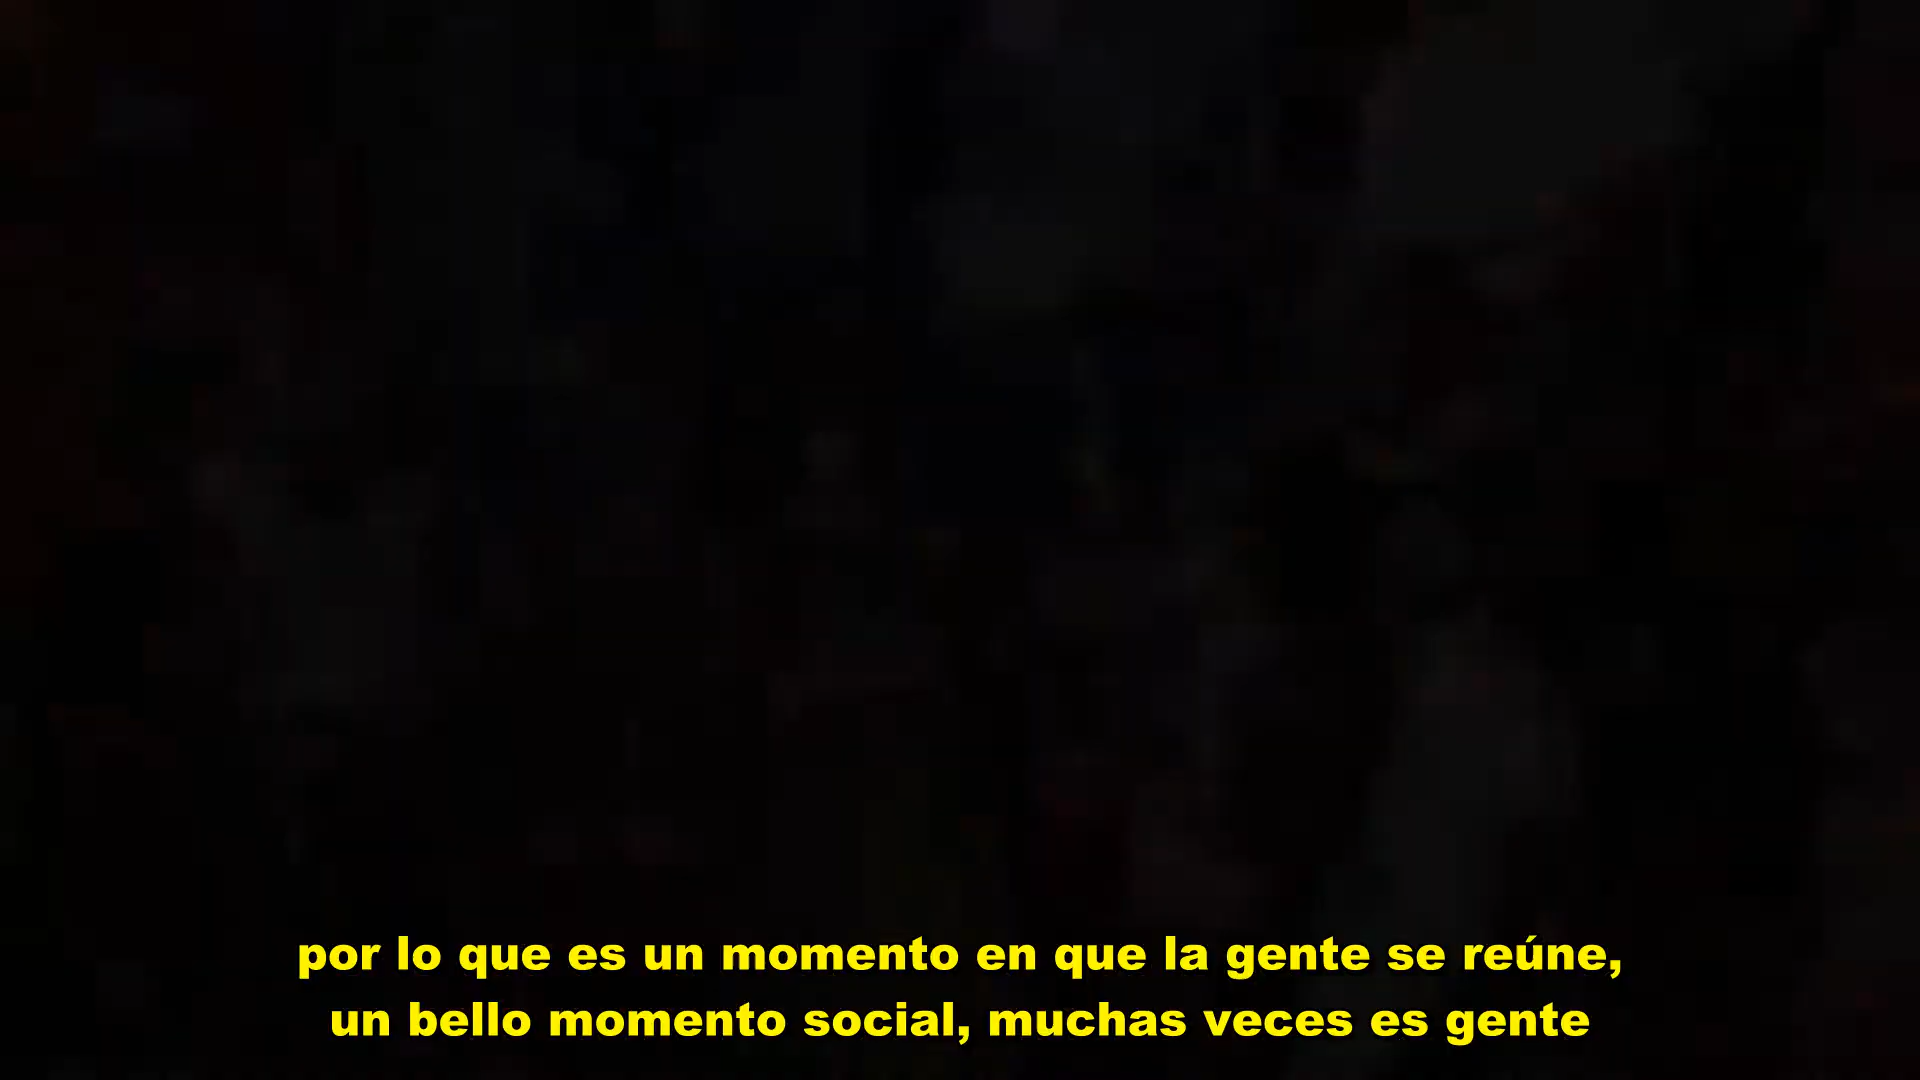 por lo que es un momento en que la gente se reúne,
un bello momento social, muchas veces es gente